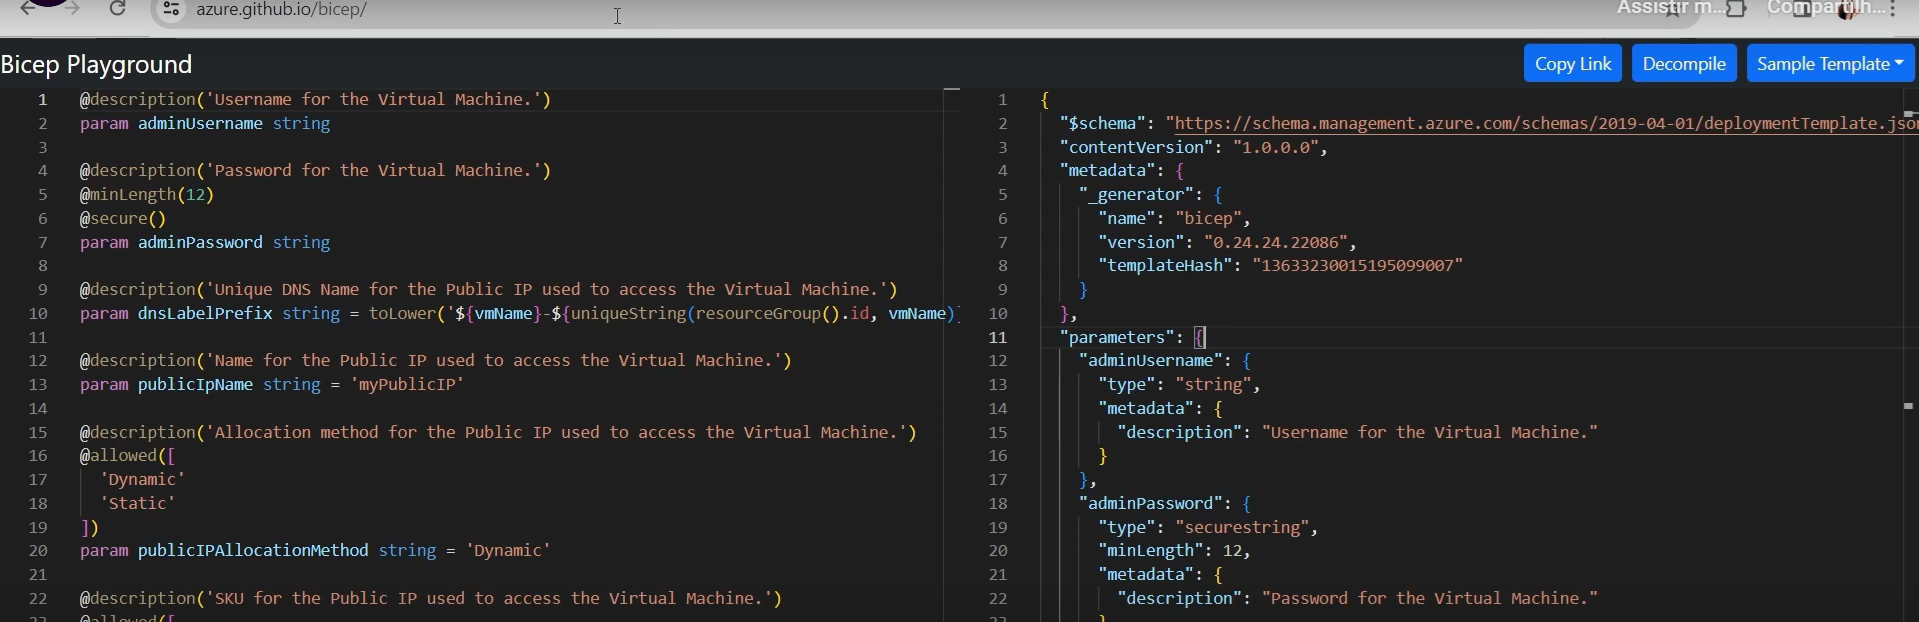 azure.github.io/bicep/
Assistir m...
Compartilh...
Bicep Playground
Copy Link
Decompile
Sample Template
1 @description('Username for the Virtual Machine.')
2 param adminUsername string
3
4 @description('Password for the Virtual Machine.')
5 @minLength(12)
6 @secure()
7 param adminPassword string
8
9 @description('Unique DNS Name for the Public IP used to access the Virtual Machine.')
10 param dnsLabelPrefix string = toLower('${vmName}-${uniqueString(resourceGroup().id, vmName)
11
12 @description('Name for the Public IP used to access the Virtual Machine.')
13 param publicIpName string = 'myPublicIP'
14
15 @description('Allocation method for the Public IP used to access the Virtual Machine.')
16 @allowed([
17 'Dynamic'
18 'Static'
19 ])
20 param publicIPAllocationMethod string = 'Dynamic'
21
22 @description('SKU for the Public IP used to access the Virtual Machine.')
23 @allowed([
1 {
2 "$schema": "https://schema.management.azure.com/schemas/2019-04-01/deploymentTemplate.json
3 "contentVersion": "1.0.0.0",
4 "metadata": {
5 "_generator": {
6 "name": "bicep",
7 "version": "0.24.24.22086",
8 "templateHash": "13633230015195099007"
9 }
10 },
11 "parameters": {
12 "adminUsername": {
13 "type": "string",
14 "metadata": {
15 "description": "Username for the Virtual Machine."
16 }
17 },
18 "adminPassword": {
19 "type": "securestring",
20 "minLength": 12,
21 "metadata": {
22 "description": "Password for the Virtual Machine."
23 }